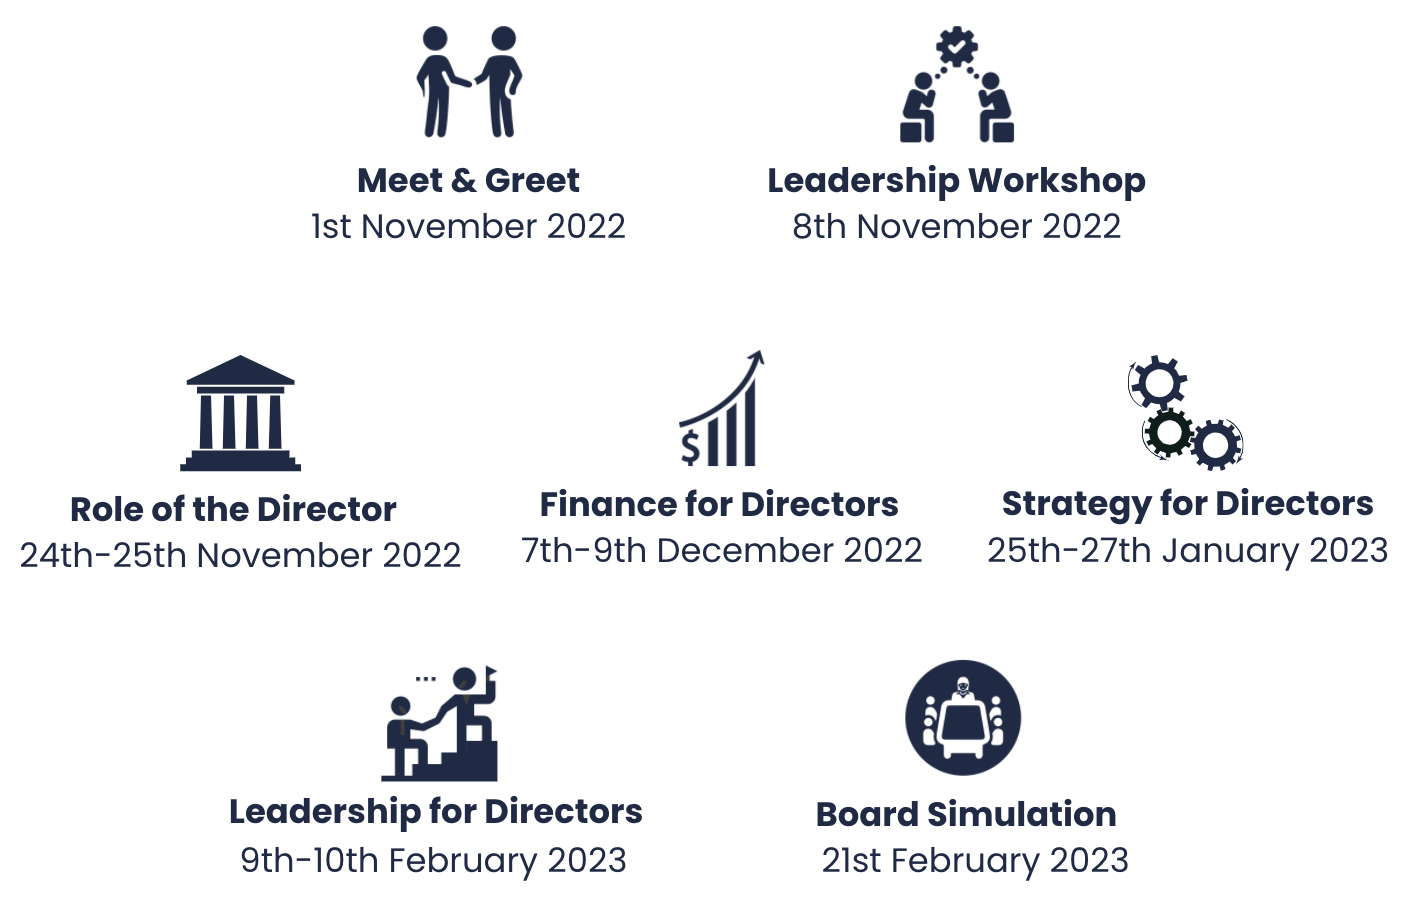 Meet & Greet
1st November 2022
Leadership Workshop
8th November 2022
Role of the Director
24th-25th November 2022
$
Finance for Directors
7th-9th December 2022
Strategy for Directors
25th-27th January 2023
...
Leadership for Directors
9th-10th February 2023
Board Simulation
21st February 2023